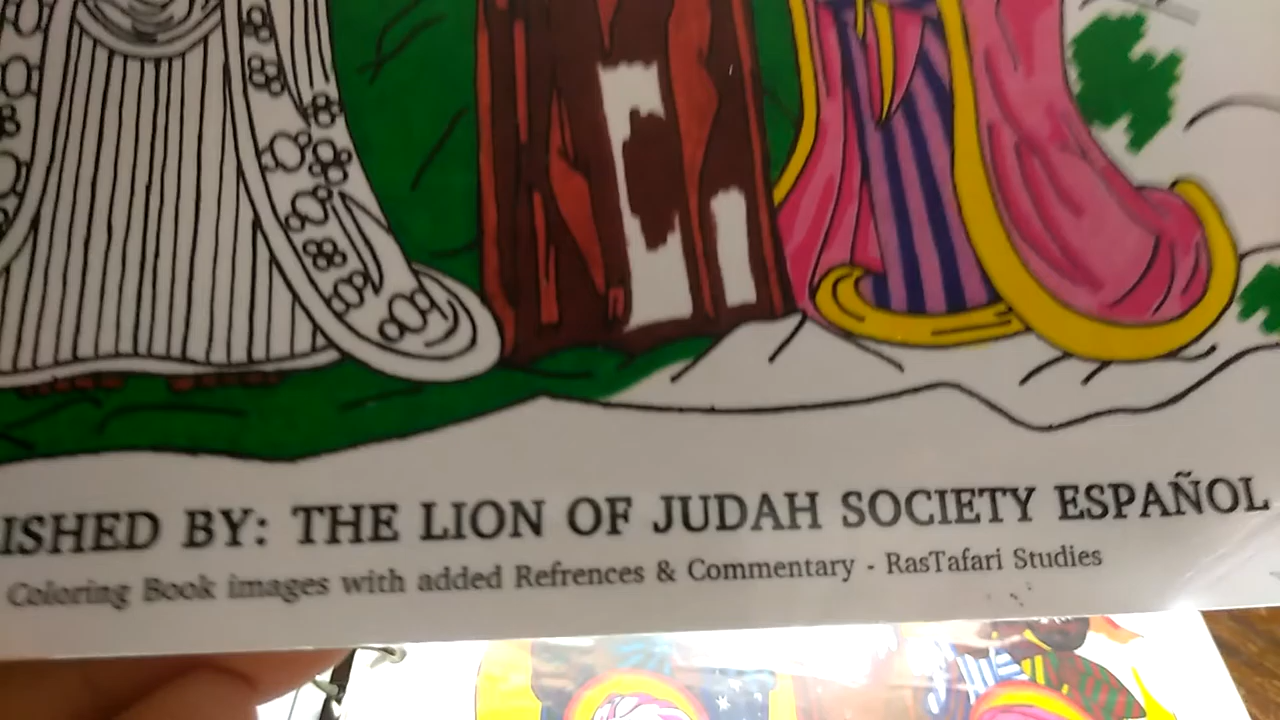 ISHED BY: THE LION OF JUDAH SOCIETY ESPAÑOL
Coloring Book images with added Refrences & Commentary - RasTafari Studies